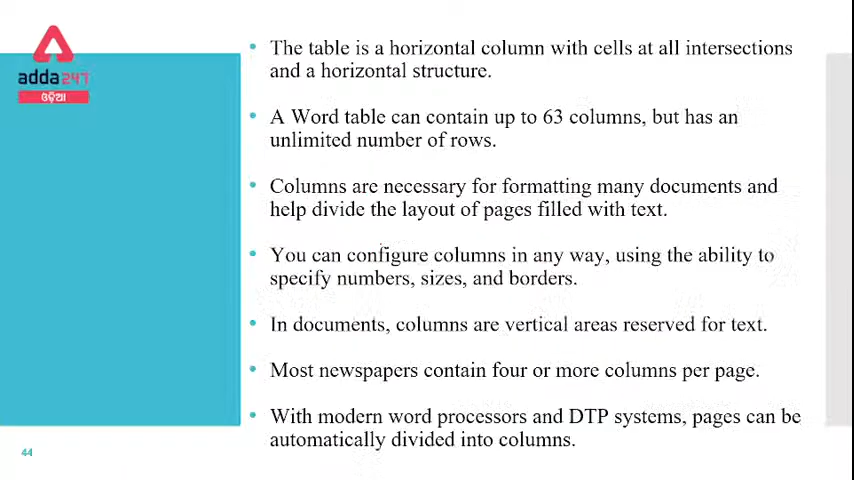 adda247
ଓଡ଼ିଆ
• The table is a horizontal column with cells at all intersections
and a horizontal structure.
• A Word table can contain up to 63 columns, but has an
unlimited number of rows.
• Columns are necessary for formatting many documents and
help divide the layout of pages filled with text.
• You can configure columns in any way, using the ability to
specify numbers, sizes, and borders.
• In documents, columns are vertical areas reserved for text.
• Most newspapers contain four or more columns per page.
• With modern word processors and DTP systems, pages can be
automatically divided into columns.
44